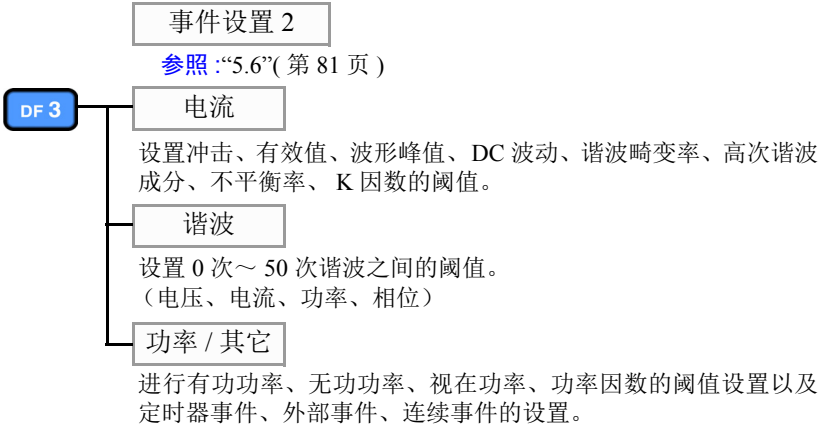 事件设置 2
参照 :“5.6”( 第 81 页 )
DF 3
电流
设置冲击、有效值、波形峰值、DC 波动、谐波畸变率、高次谐波
成分、不平衡率、 K 因数的阈值。
谐波
设置 0 次～ 50 次谐波之间的阈值。
（电压、电流、功率、相位）
功率 / 其它
进行有功功率、无功功率、视在功率、功率因数的阈值设置以及
定时器事件、外部事件、连续事件的设置。